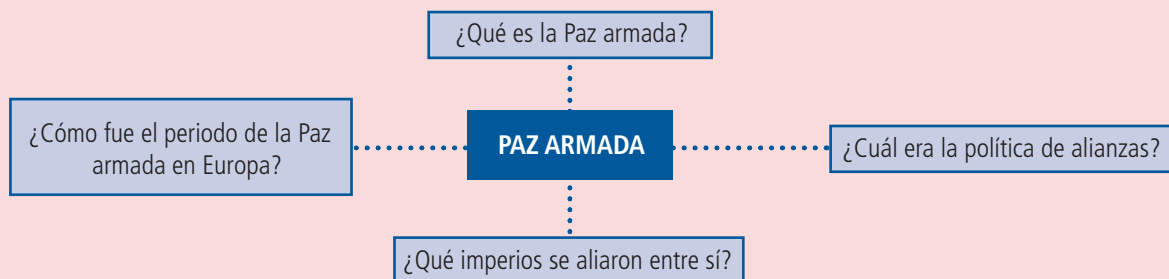 ¿Qué es la Paz armada?
¿Cómo fue el periodo de la Paz
armada en Europa?
PAZ ARMADA
¿Cuál era la política de alianzas?
¿Qué imperios se aliaron entre sí?